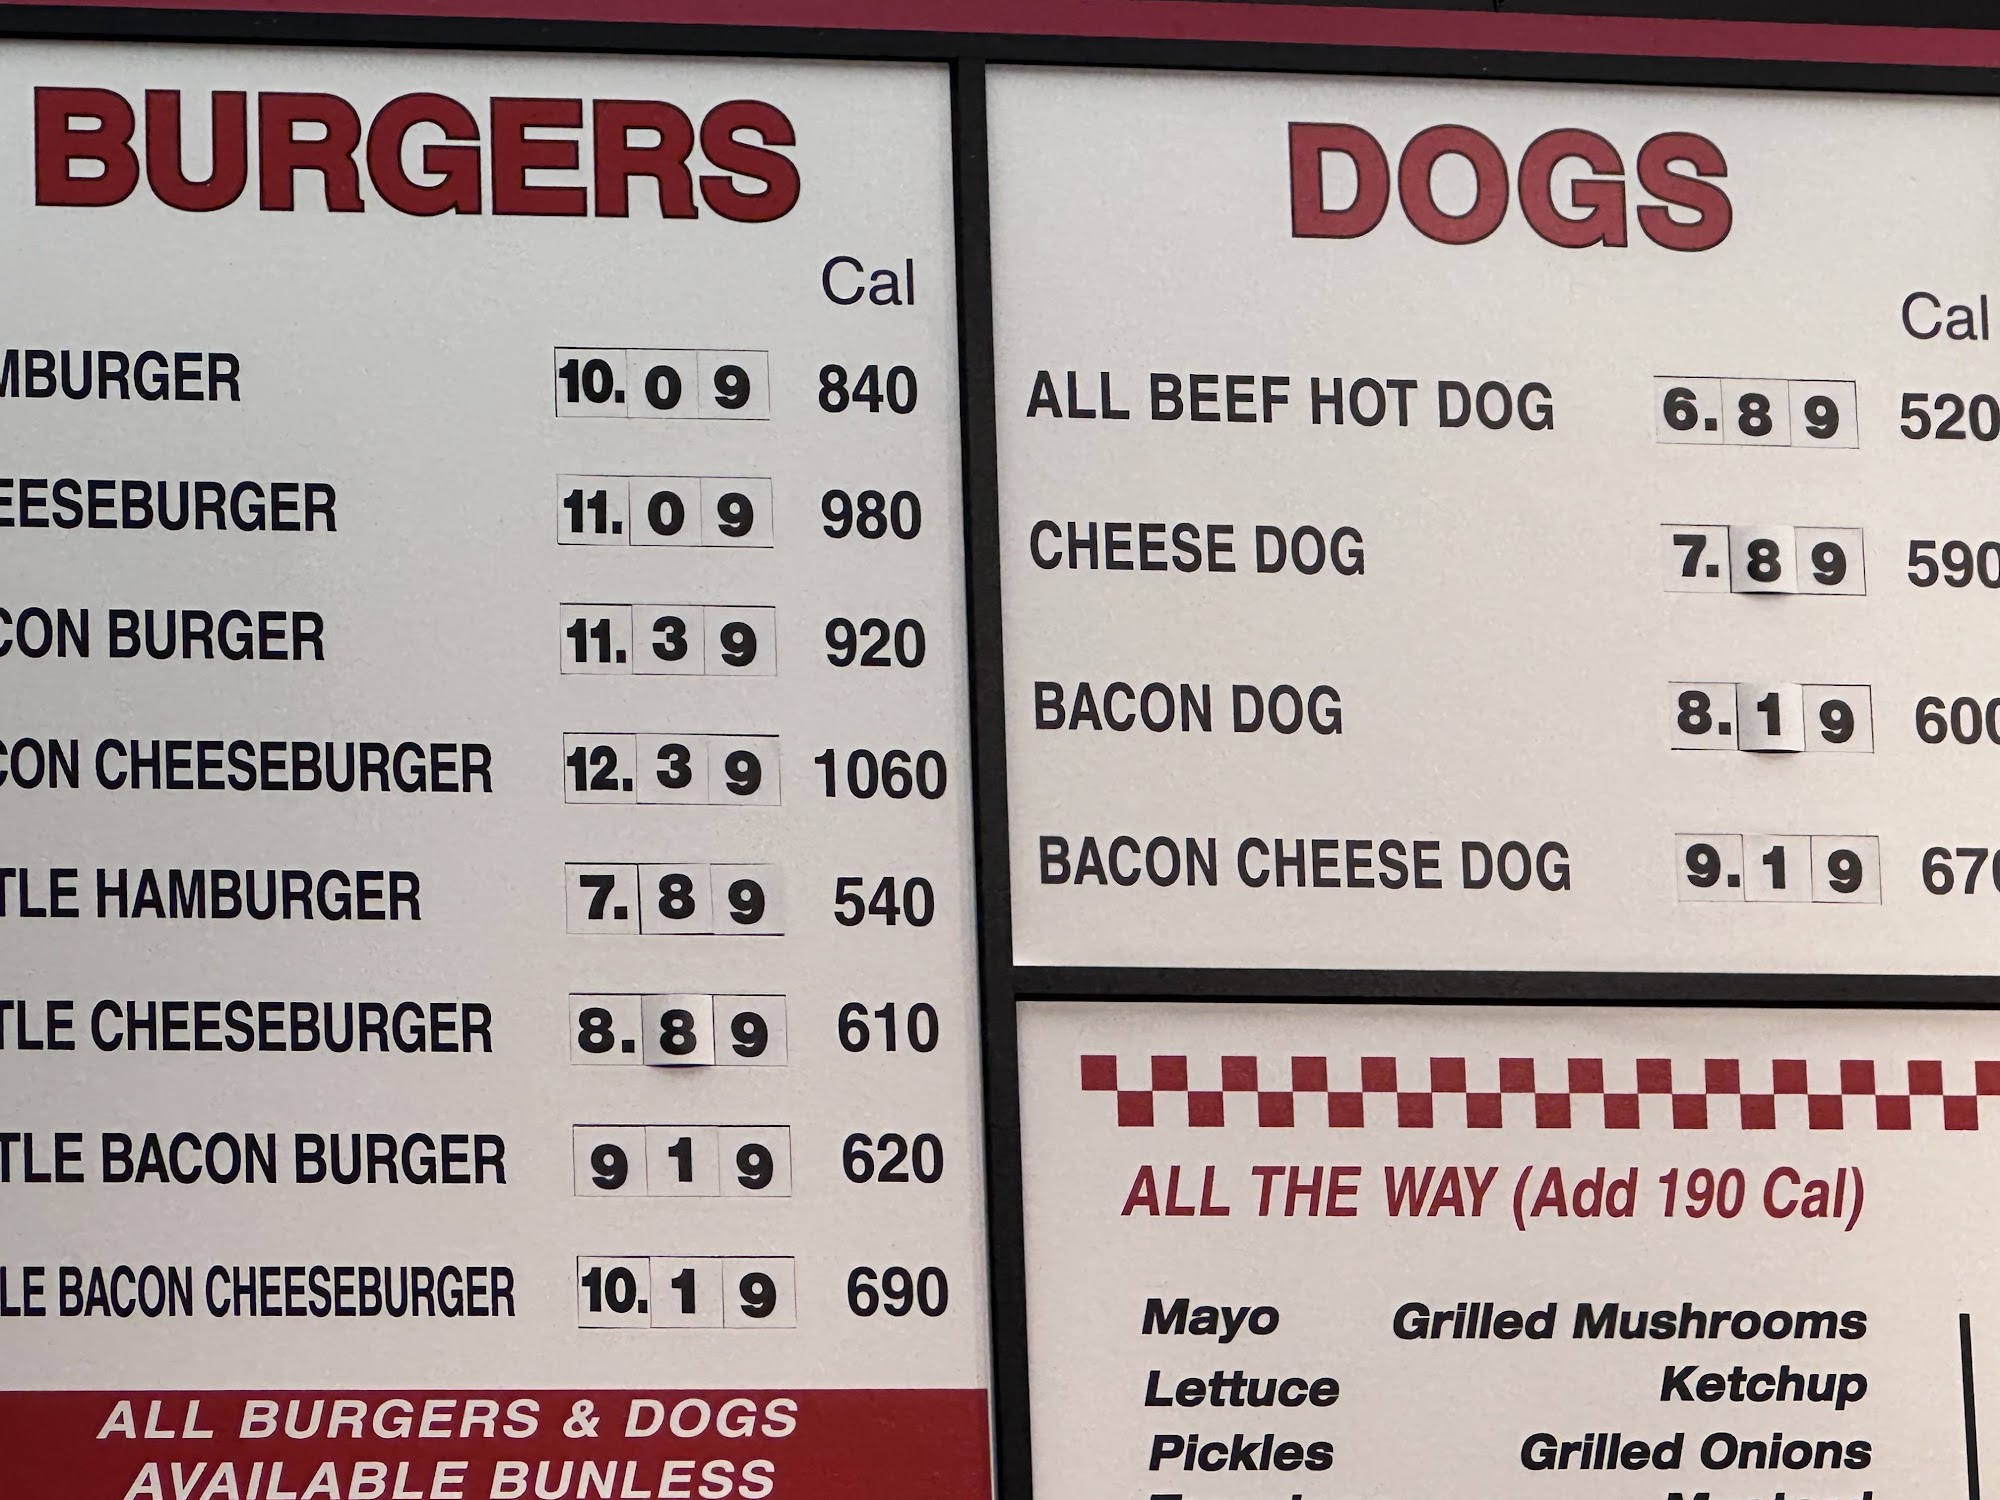 BURGERS
Cal
MBURGER 10.09 840
EESEBURGER 11.09 980
CON BURGER 11.39 920
CON CHEESEBURGER 12.39 1060
TLE HAMBURGER 7.89 540
TLE CHEESEBURGER 8.89 610
TLE BACON BURGER 9 19 620
LE BACON CHEESEBURGER 10.19 690
ALL BURGERS & DOGS
AVAILABLE BUNLESS
DOGS
Cal
ALL BEEF HOT DOG 6.89 520
CHEESE DOG 7.89 590
BACON DOG 8.19 600
BACON CHEESE DOG 9.19 670
ALL THE WAY (Add 190 Cal)
Mayo Grilled Mushrooms
Lettuce Ketchup
Pickles Grilled Onions